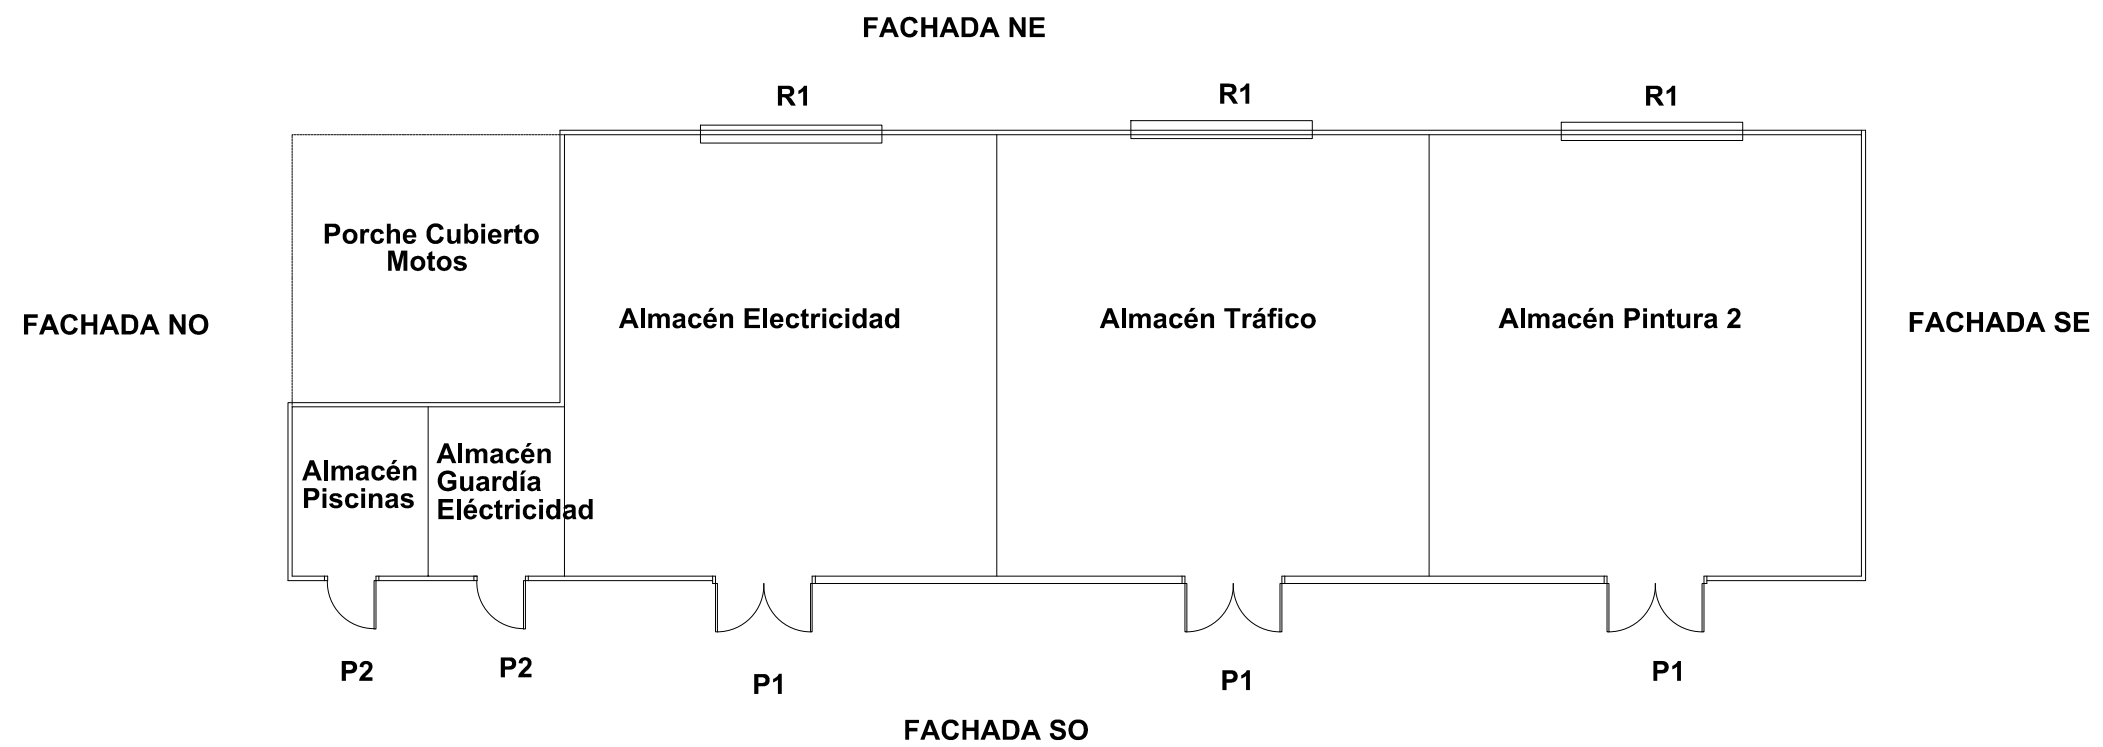 FACHADA NE
R1
R1
R1
Porche Cubierto
Motos
Almacén Electricidad
Almacén Tráfico
Almacén Pintura 2
FACHADA NO
FACHADA SE
Almacén
Piscinas
Almacén
Guardía
Eléctricidad
P2
P2
P1
P1
P1
FACHADA SO